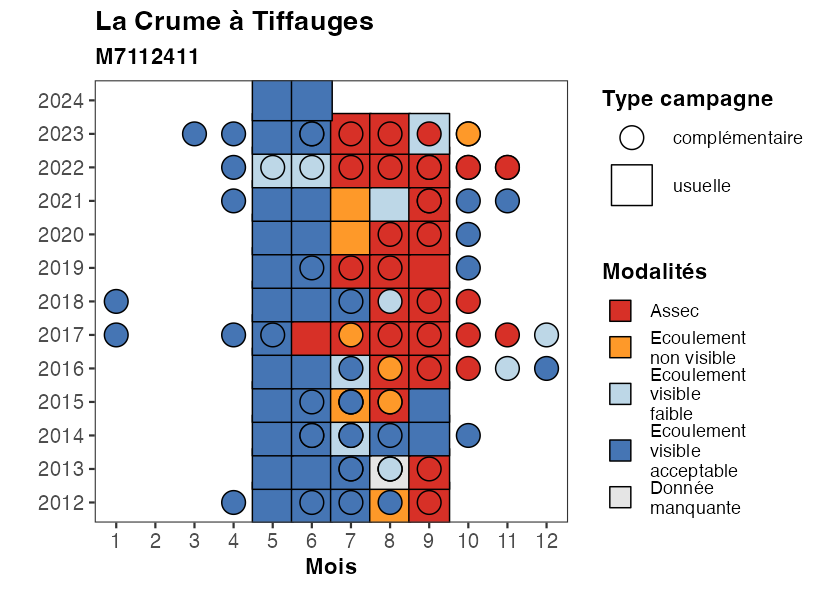 La Crume à Tiffauges
M7112411
2024
2023
2022
2021
2020
2019
2018
2017
2016
2015
2014
2013
2012
1 2 3 4 5 6 7 8 9 10 11 12
Mois
Type campagne
complémentaire
usuelle
Modalités
Assec
Ecoulement
non visible
Ecoulement
visible
faible
Ecoulement
visible
acceptable
Donnée
manquante